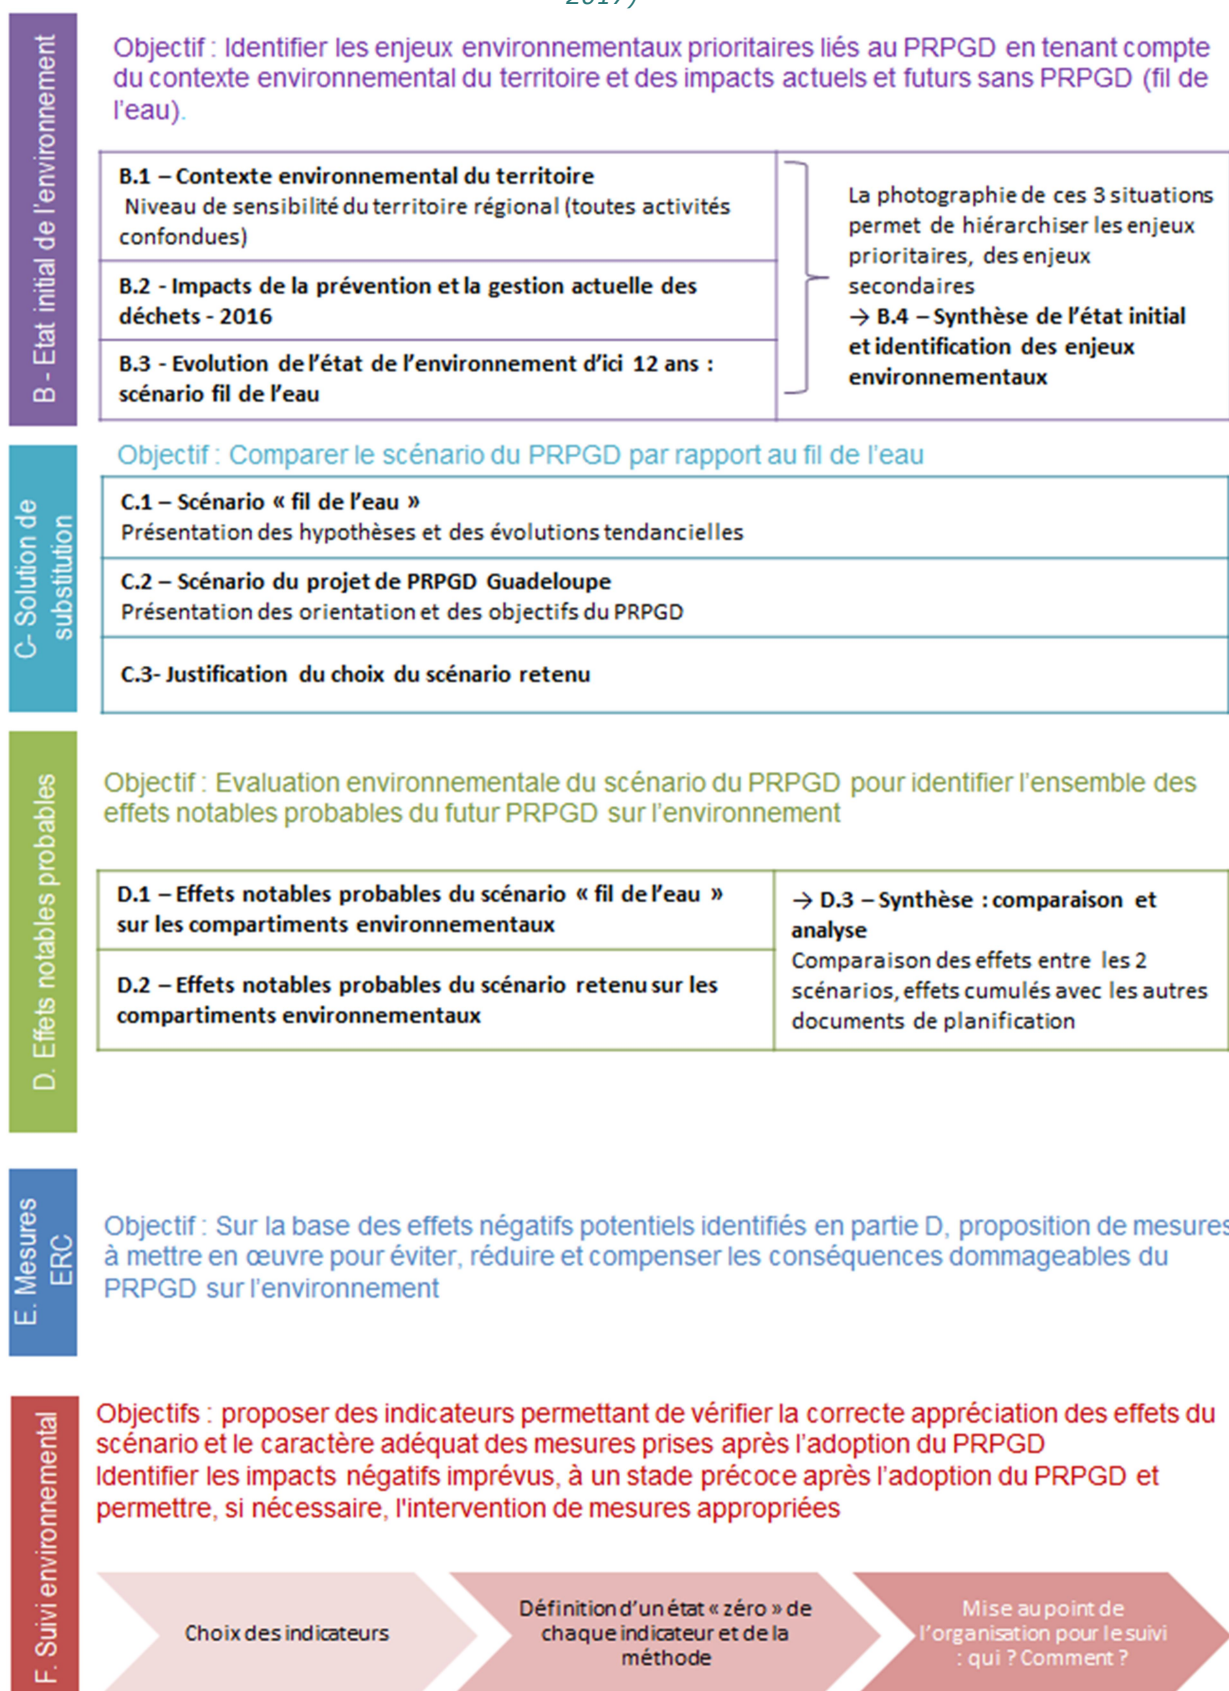 2017)
B - Etat initial de l'environnement
Objectif : Identifier les enjeux environnementaux prioritaires liés au PRPGD en tenant compte
du contexte environnemental du territoire et des impacts actuels et futurs sans PRPGD (fil de
l'eau).
B.1 – Contexte environnemental du territoire
Niveau de sensibilité du territoire régional (toutes activités
confondues)
B.2 - Impacts de la prévention et la gestion actuelle des
déchets - 2016
B.3 - Evolution de l'état de l'environnement d'ici 12 ans :
scénario fil de l'eau
La photographie de ces 3 situations
permet de hiérarchiser les enjeux
prioritaires, des enjeux
secondaires
→ B.4 – Synthèse de l'état initial
et identification des enjeux
environnementaux
C- Solution de
substitution
Objectif : Comparer le scénario du PRPGD par rapport au fil de l'eau
C.1 – Scénario « fil de l'eau »
Présentation des hypothèses et des évolutions tendancielles
C.2 – Scénario du projet de PRPGD Guadeloupe
Présentation des orientation et des objectifs du PRPGD
C.3- Justification du choix du scénario retenu
D. Effets notables probables
Objectif : Evaluation environnementale du scénario du PRPGD pour identifier l'ensemble des
effets notables probables du futur PRPGD sur l'environnement
D.1 – Effets notables probables du scénario « fil de l'eau »
sur les compartiments environnementaux
D.2 – Effets notables probables du scénario retenu sur les
compartiments environnementaux
→ D.3 – Synthèse : comparaison et
analyse
Comparaison des effets entre les 2
scénarios, effets cumulés avec les autres
documents de planification
E. Mesures
ERC
Objectif : Sur la base des effets négatifs potentiels identifiés en partie D, proposition de mesures
à mettre en œuvre pour éviter, réduire et compenser les conséquences dommageables du
PRPGD sur l'environnement
F. Suivi environnemental
Objectifs : proposer des indicateurs permettant de vérifier la correcte appréciation des effets du
scénario et le caractère adéquat des mesures prises après l'adoption du PRPGD
Identifier les impacts négatifs imprévus, à un stade précoce après l'adoption du PRPGD et
permettre, si nécessaire, l'intervention de mesures appropriées
Choix des indicateurs
Définition d'un état « zéro » de
chaque indicateur et de la
méthode
Mise au point de
l'organisation pour le suivi
: qui ? Comment ?